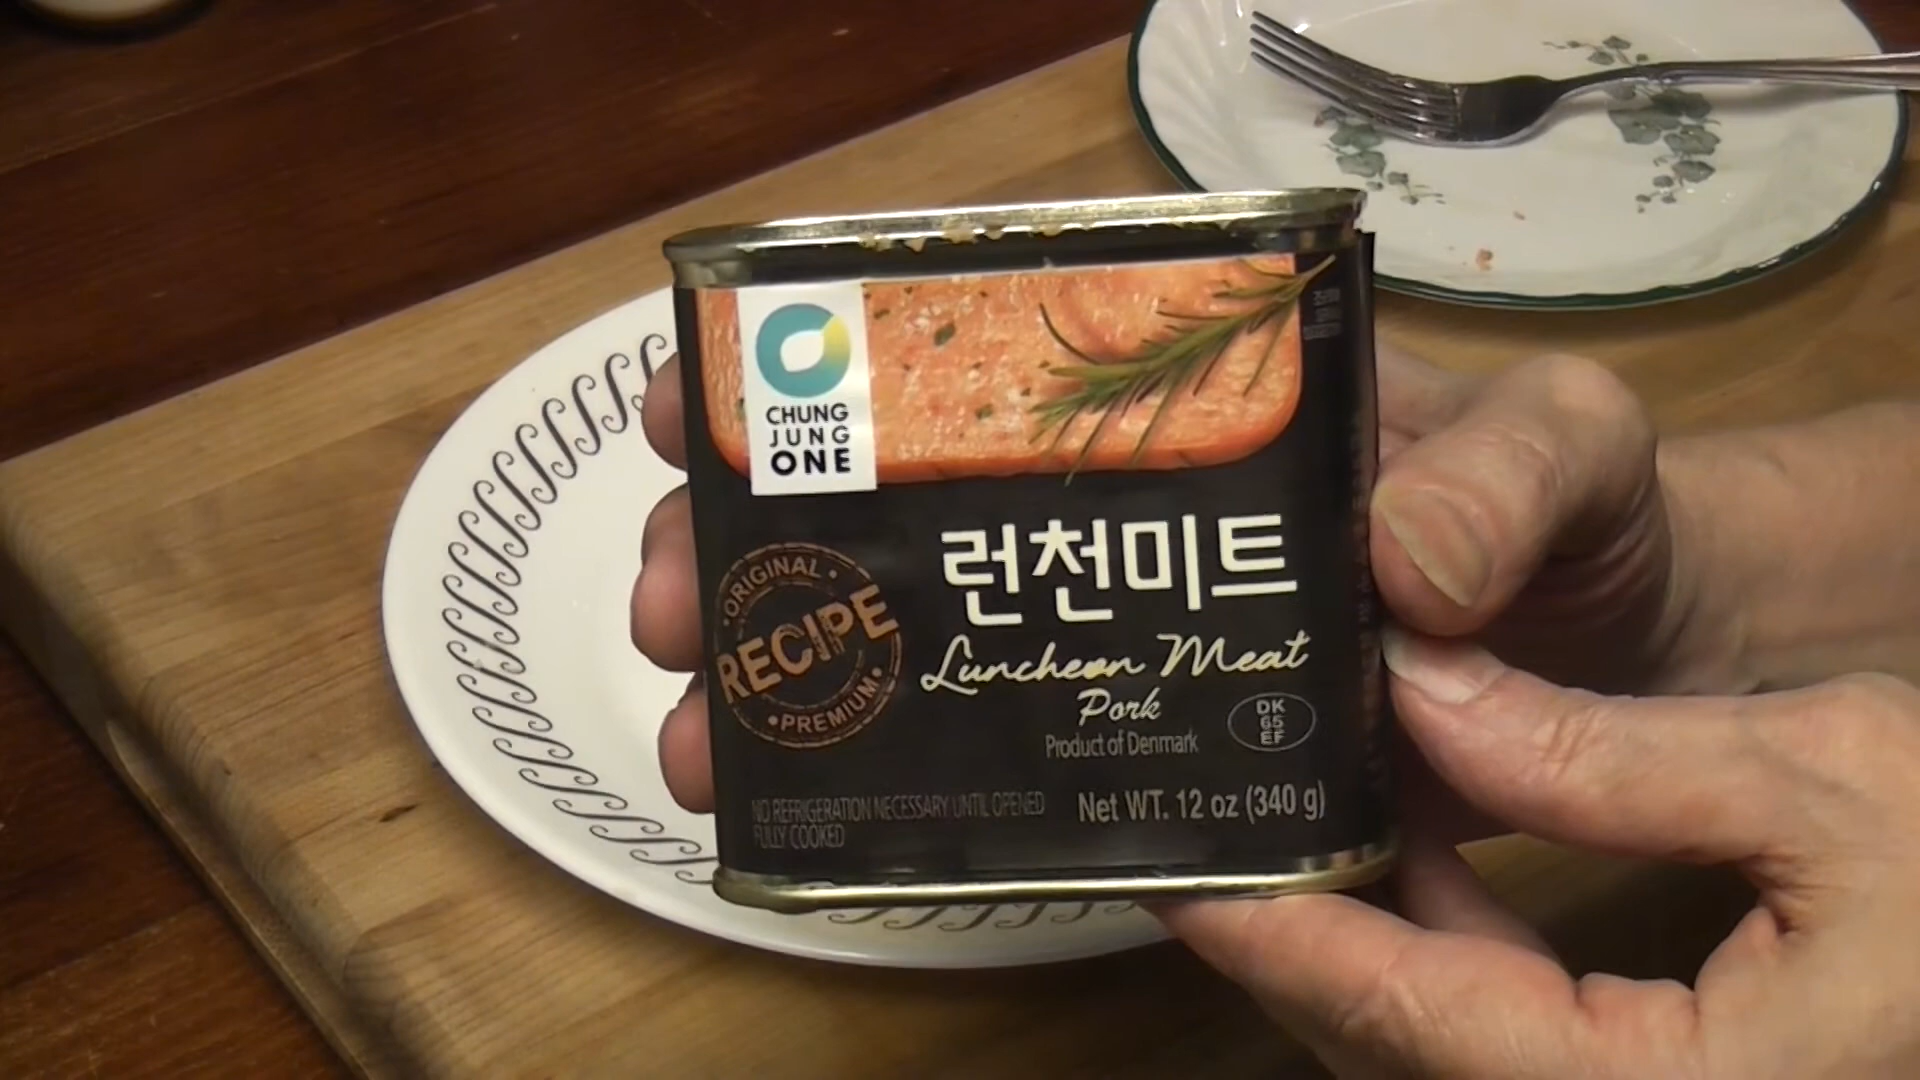 CHUNG
JUNG
ONE
ORIGINAL
RECIPE
PREMIUM
런천미트
Luncheon Meat
Pork
Product of Denmark
DK
65
EF
NO REFRIGERATION NECESSARY UNTIL OPENED
FULLY COOKED
Net WT. 12 oz (340 g)